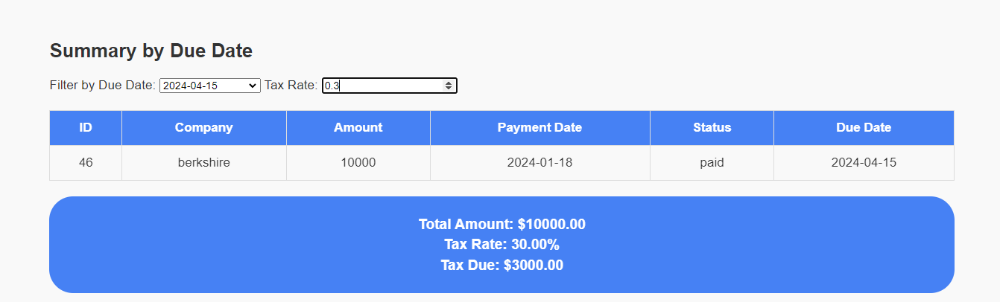 Summary by Due Date
Filter by Due Date: 2024-04-15 Tax Rate: 0.3
ID Company Amount Payment Date Status Due Date
46 berkshire 10000 2024-01-18 paid 2024-04-15
Total Amount: $10000.00
Tax Rate: 30.00%
Tax Due: $3000.00